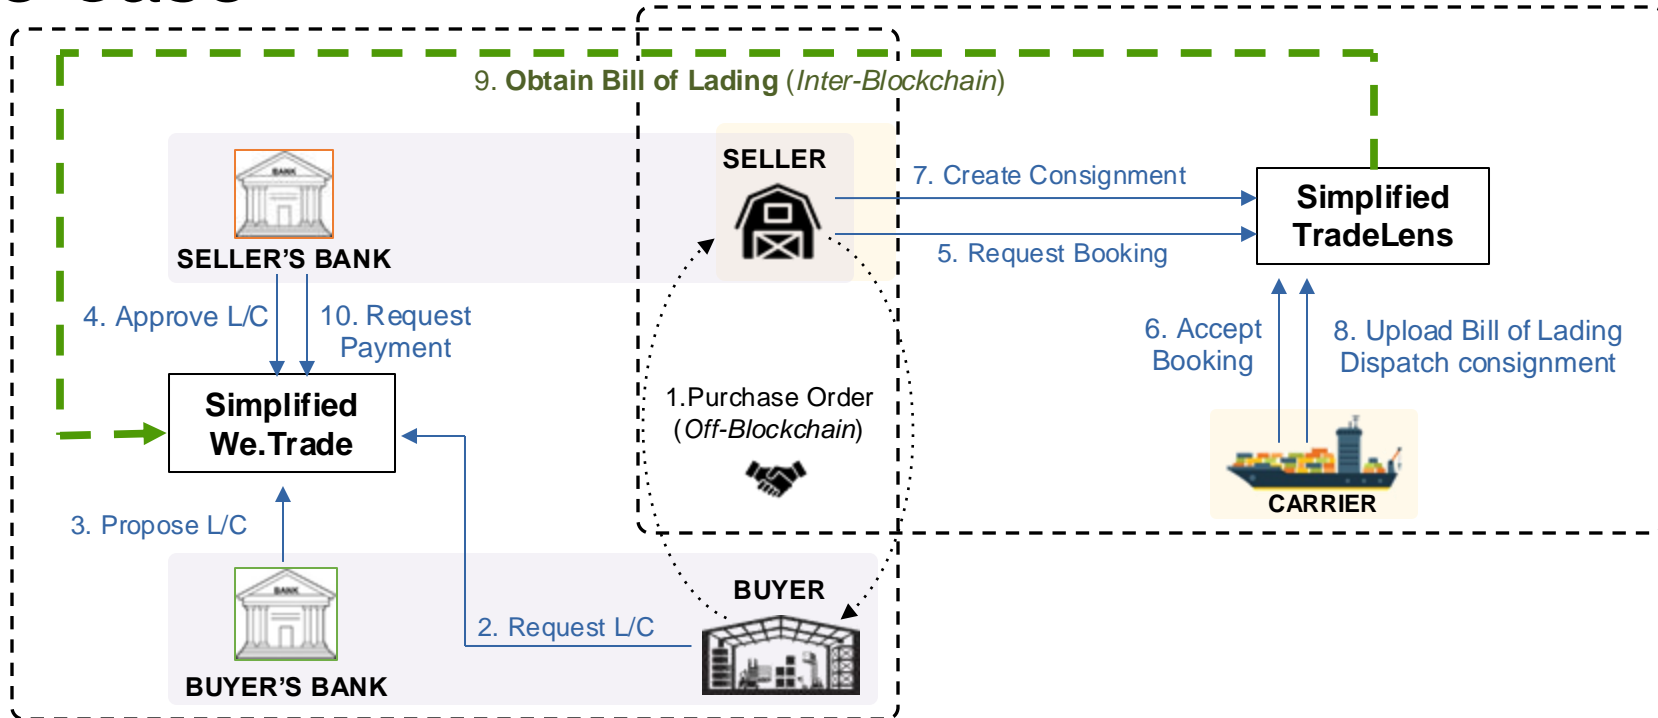 9. Obtain Bill of Lading (Inter-Blockchain)
BANK
SELLER'S BANK
SELLER
7. Create Consignment
5. Request Booking
Simplified
TradeLens
4. Approve L/C
10. Request
Payment
6. Accept
Booking
8. Upload Bill of Lading
Dispatch consignment
Simplified
We.Trade
1.Purchase Order
(Off-Blockchain)
CARRIER
3. Propose L/C
BANK
BUYER'S BANK
2. Request L/C
BUYER